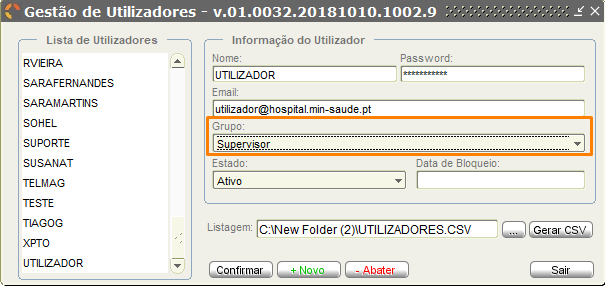 Gestão de Utilizadores - v.01.0032.20181010.1002.9
Lista de Utilizadores
RVIEIRA
SARAFERNANDES
SARAMARTINS
SOHEL
SUPORTE
SUSANAT
TELMAG
TESTE
TIAGOG
XPTO
UTILIZADOR
Informação do Utilizador
Nome: Password:
UTILIZADOR ***********
Email:
utilizador@hospital.min-saude.pt
Grupo:
Supervisor
Estado: Data de Bloqueio:
Ativo
Listagem: C:\New Folder (2)\UTILIZADORES.CSV ... Gerar CSV
Confirmar + Novo - Abater Sair